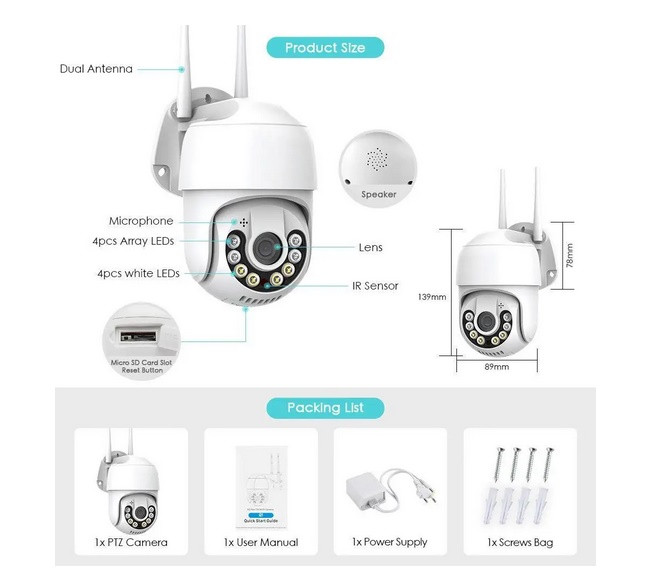 Product Size
Dual Antenna
Speaker
Microphone
4pcs Array LEDs
Lens
4pcs white LEDs
IR Sensor
Micro SD Card Slot
Reset Button
78mm
139mm
89mm
Packing List
Quick Start Guide
1x PTZ Camera
1x User Manual
1x Power Supply
1x Screws Bag